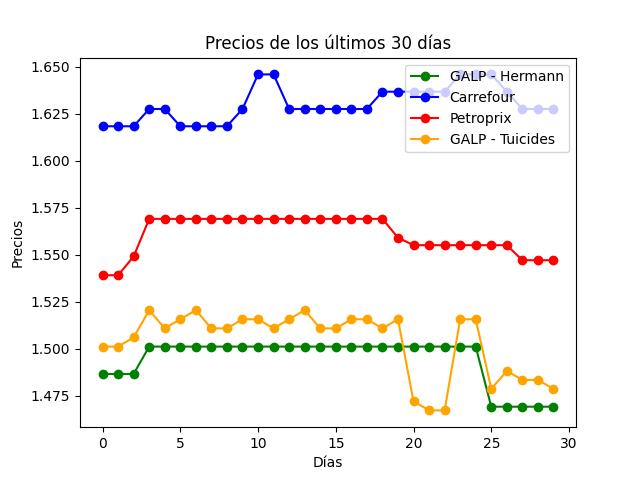 Precios de los últimos 30 días
1.650
1.625
1.600
1.575
1.550
1.525
1.500
1.475
Precios
GALP - Hermann
Carrefour
Petroprix
GALP - Tuicides
0 5 10 15 20 25 30
Días